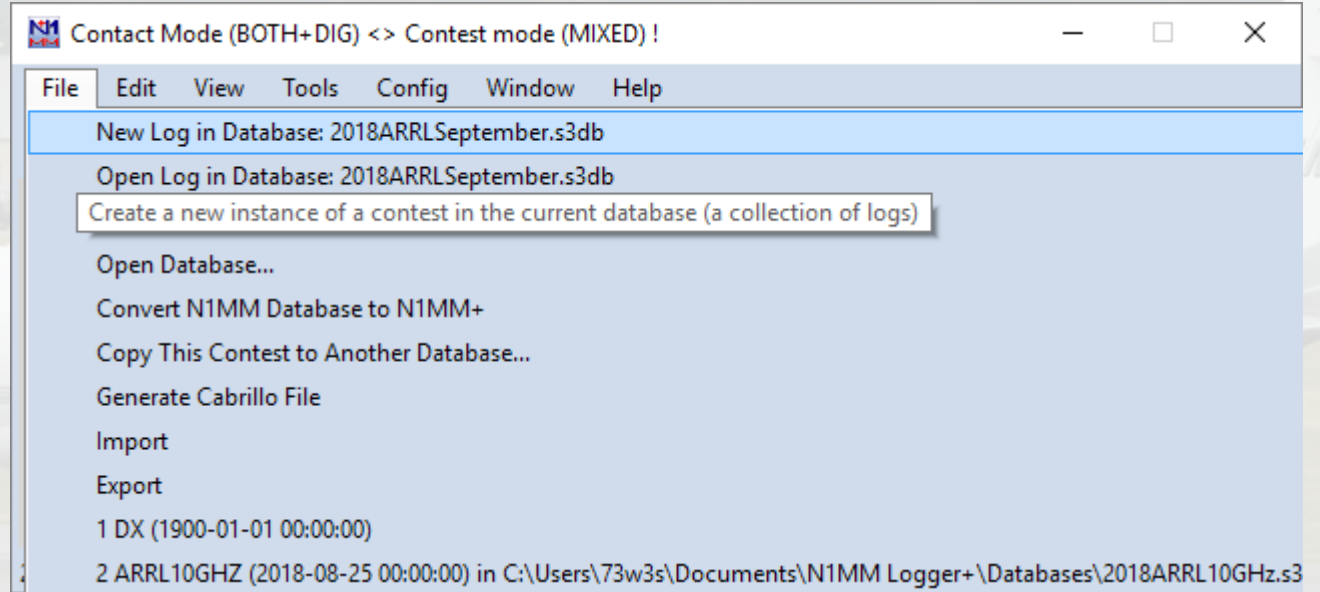 Contact Mode (BOTH+DIG) <> Contest mode (MIXED) !
File Edit View Tools Config Window Help
New Log in Database: 2018ARRLSeptember.s3db
Open Log in Database: 2018ARRLSeptember.s3db
Create a new instance of a contest in the current database (a collection of logs)
Open Database...
Convert N1MM Database to N1MM+
Copy This Contest to Another Database...
Generate Cabrillo File
Import
Export
1 DX (1900-01-01 00:00:00)
2 ARRL10GHZ (2018-08-25 00:00:00) in C:\Users\73w3s\Documents\N1MM Logger+\Databases\2018ARRL10GHz.s3